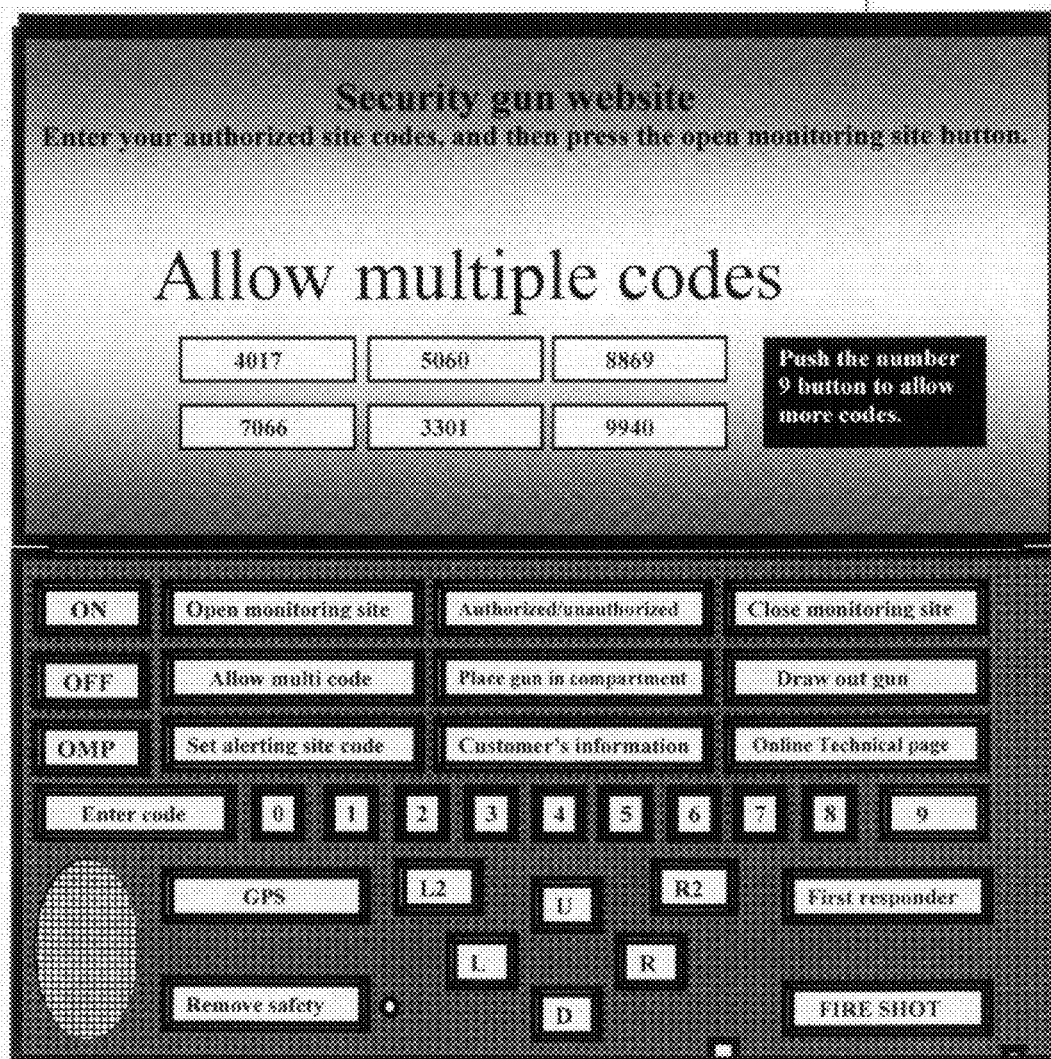 Security gun website
Enter your authorized site codes, and then press the open monitoring site button.
Allow multiple codes
4017 5060 8869
7066 3301 9940
Push the number
9 button to allow
more codes.
ON Open monitoring site Authorized/unauthorized Close monitoring site
OFF Allow multi code Place gun in compartment Draw out gun
OMP Set alerting site code Customer's information Online Technical page
Enter code 0 1 2 3 4 5 6 7 8 9
GPS L2 U R2 First responder
L R
Remove safety D FIRE SHOT